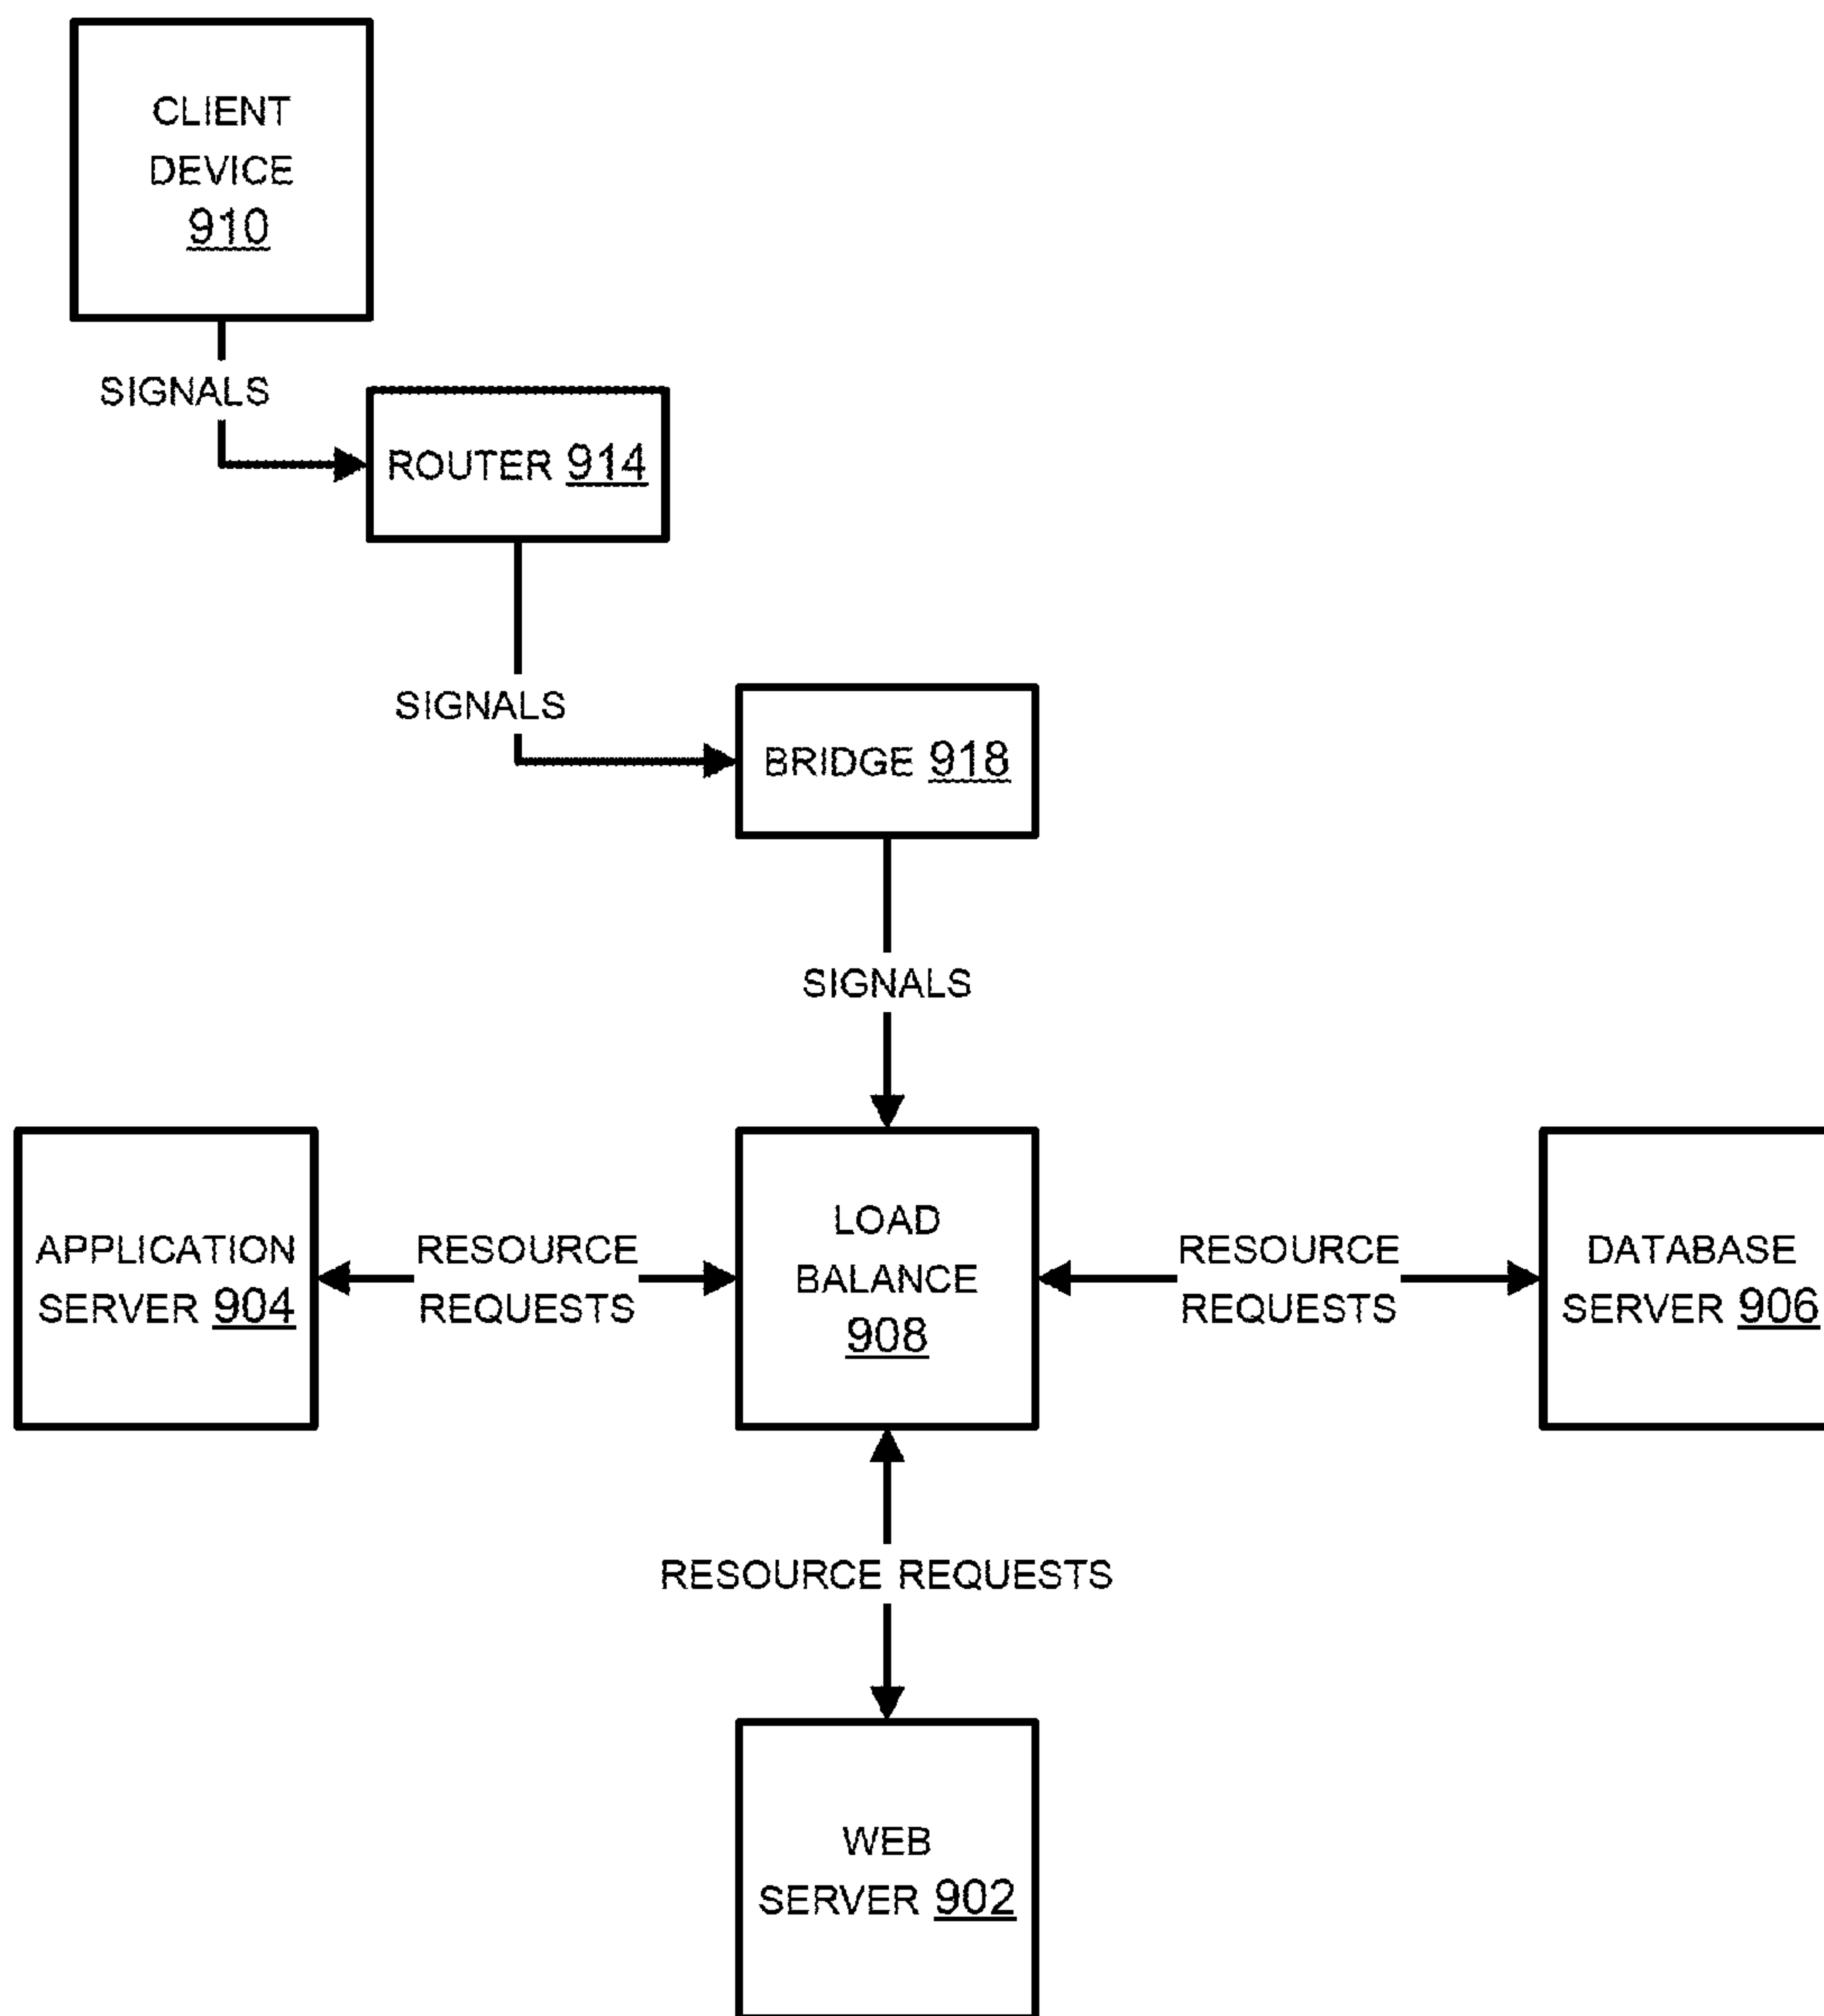 CLIENT
DEVICE
910
SIGNALS
ROUTER 914
SIGNALS
BRIDGE 918
SIGNALS
APPLICATION
SERVER 904
RESOURCE
REQUESTS
LOAD
BALANCE
908
RESOURCE
REQUESTS
DATABASE
SERVER 906
RESOURCE REQUESTS
WEB
SERVER 902